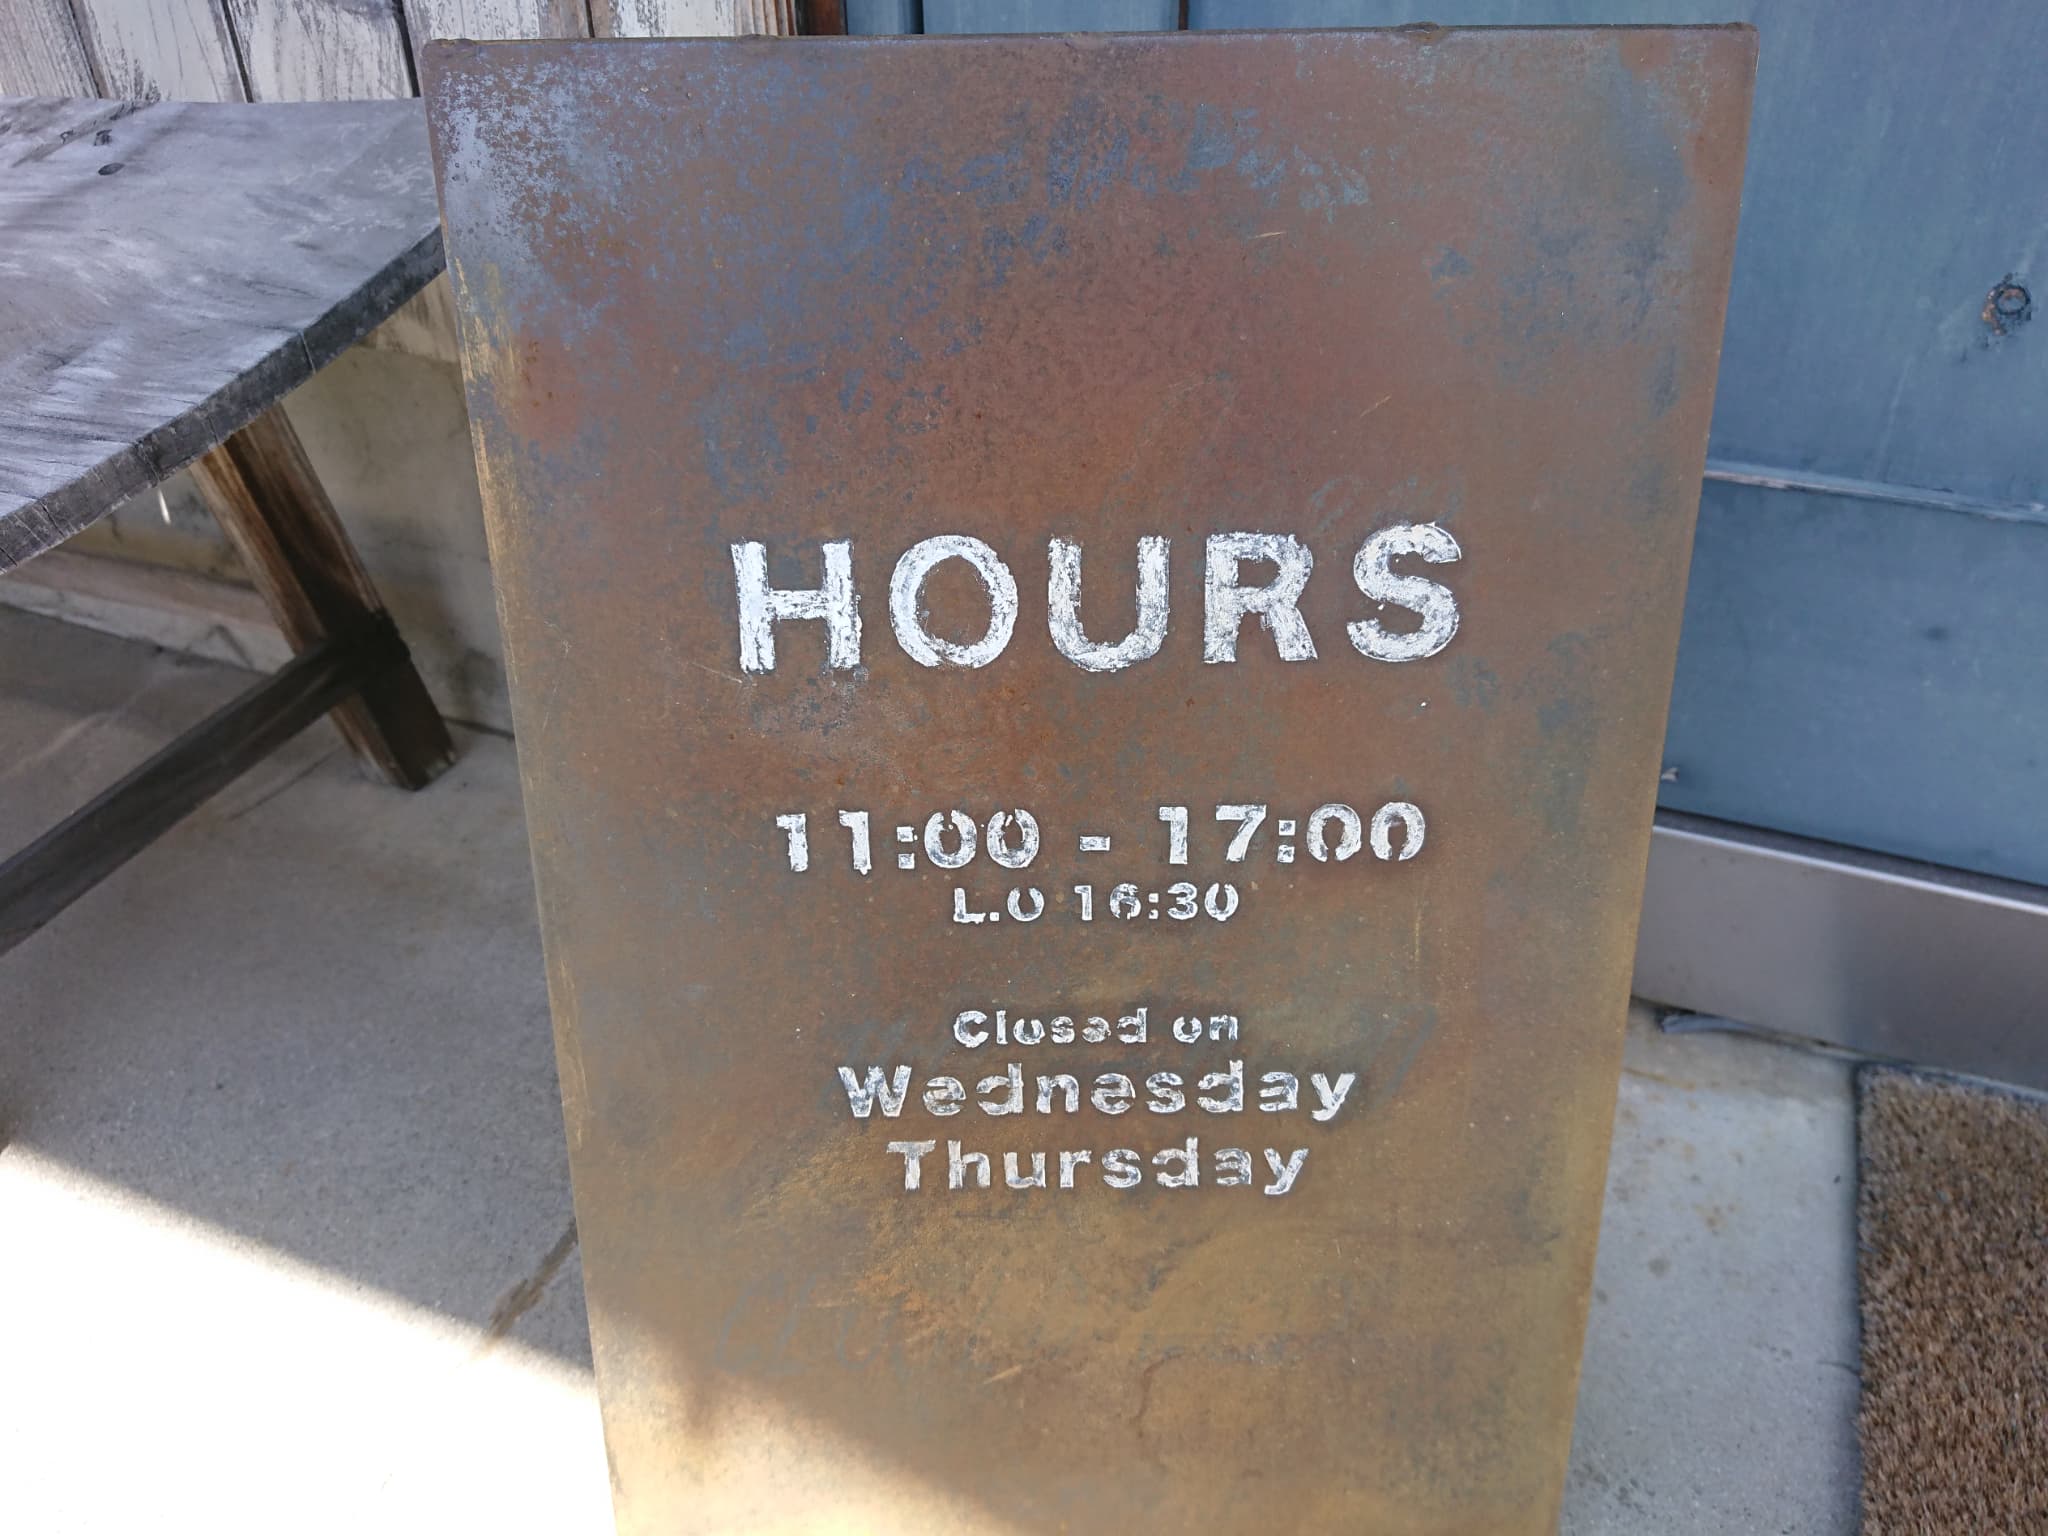 HOURS
11:00 - 17:00
L.O 16:30
Closed on
Wednesday
Thursday